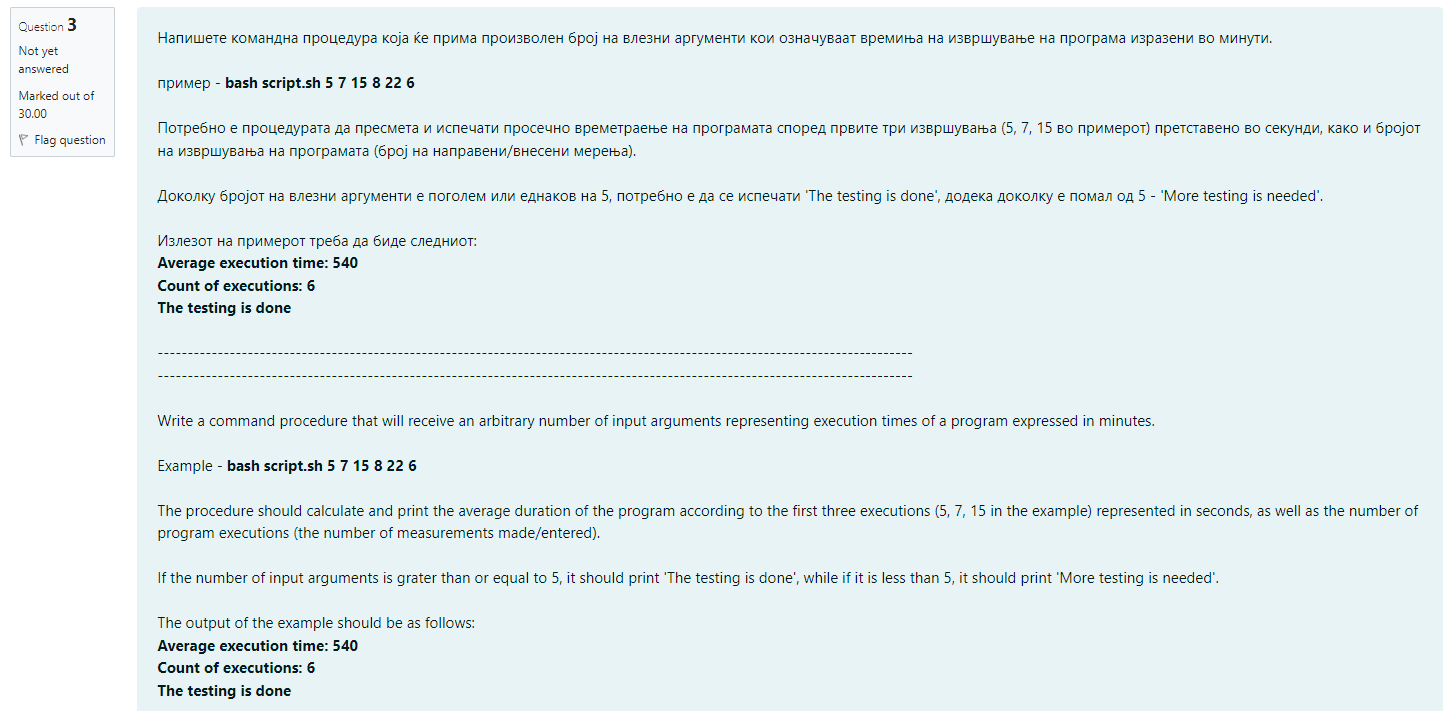 Question 3
Not yet
answered
Marked out of
30.00
Flag question
Напишете командна процедура која ќе прима произволен број на влезни аргументи кои означуваат времиња на извршување на програма изразени во минути.
пример - bash script.sh 5 7 15 8 22 6
Потребно е процедурата да пресмета и испечати просечно времетраење на програмата според првите три извршувања (5, 7, 15 во примерот) претставено во секунди, како и бројот
на извршувања на програмата (број на направени/внесени мерења).
Доколку бројот на влезни аргументи е поголем или еднаков на 5, потребно е да се испечати 'The testing is done', додека доколку е помал од 5 - 'More testing is needed'.
Излезот на примерот треба да биде следниот:
Average execution time: 540
Count of executions: 6
The testing is done
------------------------------------------------------------------------------------------------------------------------------
------------------------------------------------------------------------------------------------------------------------------
Write a command procedure that will receive an arbitrary number of input arguments representing execution times of a program expressed in minutes.
Example - bash script.sh 5 7 15 8 22 6
The procedure should calculate and print the average duration of the program according to the first three executions (5, 7, 15 in the example) represented in seconds, as well as the number of
program executions (the number of measurements made/entered).
If the number of input arguments is grater than or equal to 5, it should print 'The testing is done', while if it is less than 5, it should print 'More testing is needed'.
The output of the example should be as follows:
Average execution time: 540
Count of executions: 6
The testing is done